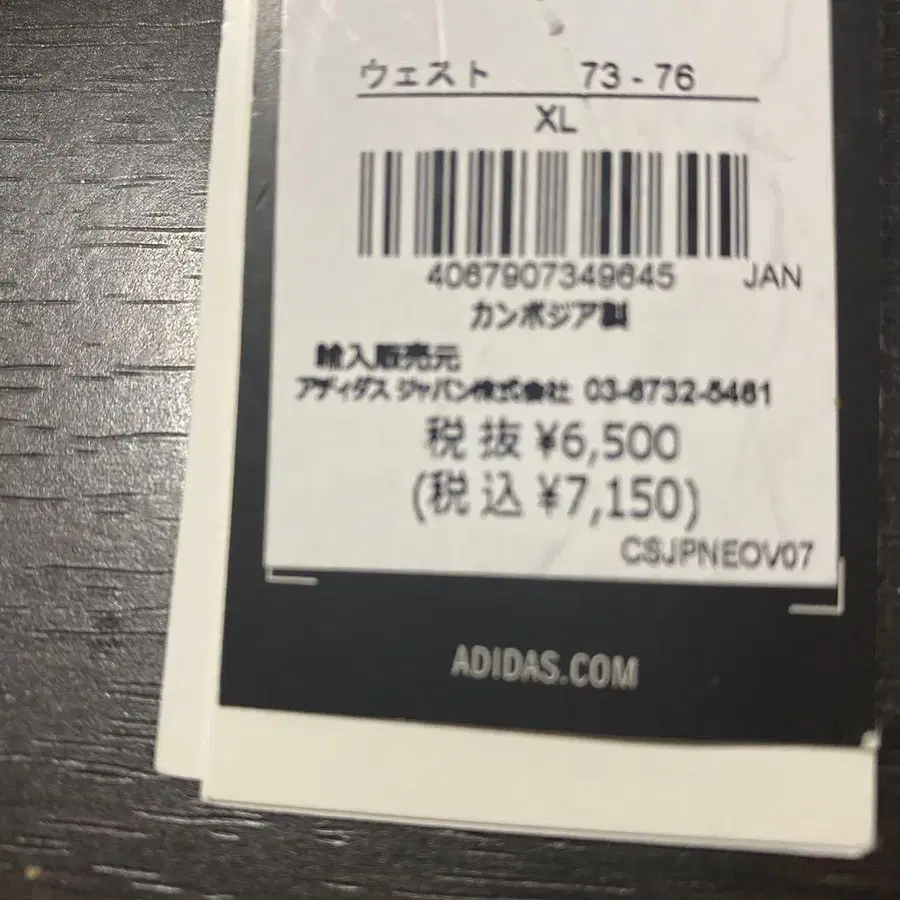 ウェスト 73 - 76
XL
4067907349645 JAN
カンボジア製
輸入販売元
アディダス ジャパン株式会社 03-6732-5461
税 抜 ¥6,500
(税 込 ¥7,150)
CSJPNEOV07
ADIDAS.COM